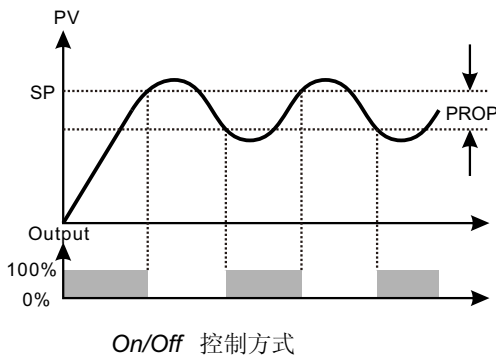 PV
SP
PROP
Output
100%
0%
On/Off 控制方式